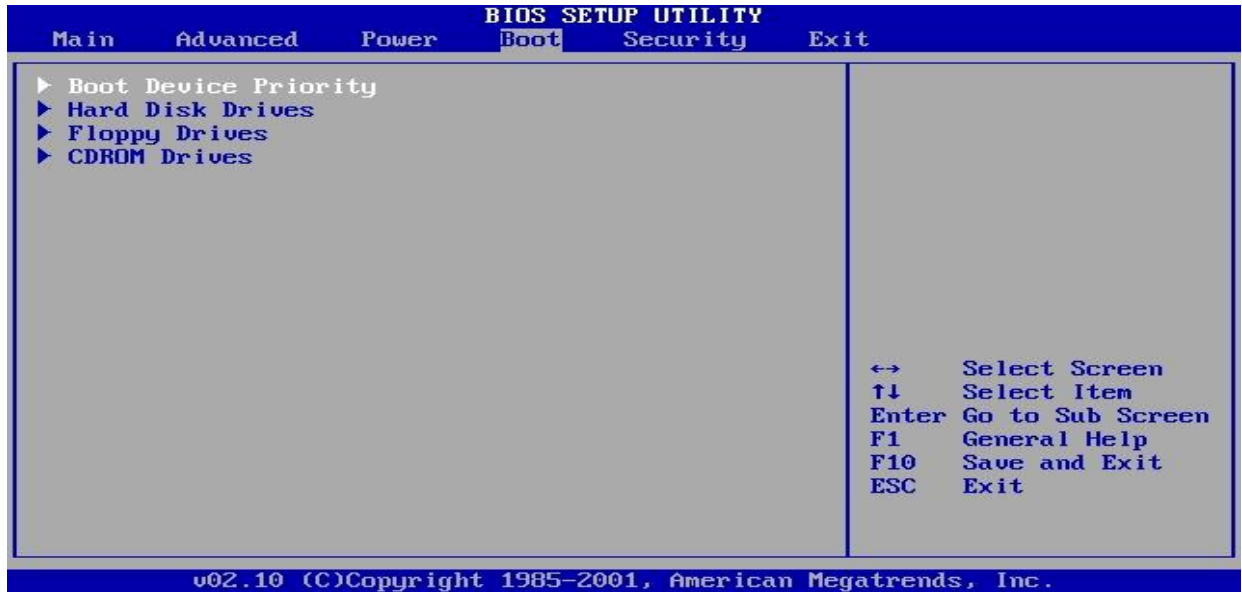 BIOS SETUP UTILITY
Main Advanced Power Boot Security Exit
▶ Boot Device Priority
▶ Hard Disk Drives
▶ Floppy Drives
▶ CDROM Drives
←→ Select Screen
↑↓ Select Item
Enter Go to Sub Screen
F1 General Help
F10 Save and Exit
ESC Exit
v02.10 (C)Copyright 1985-2001, American Megatrends, Inc.